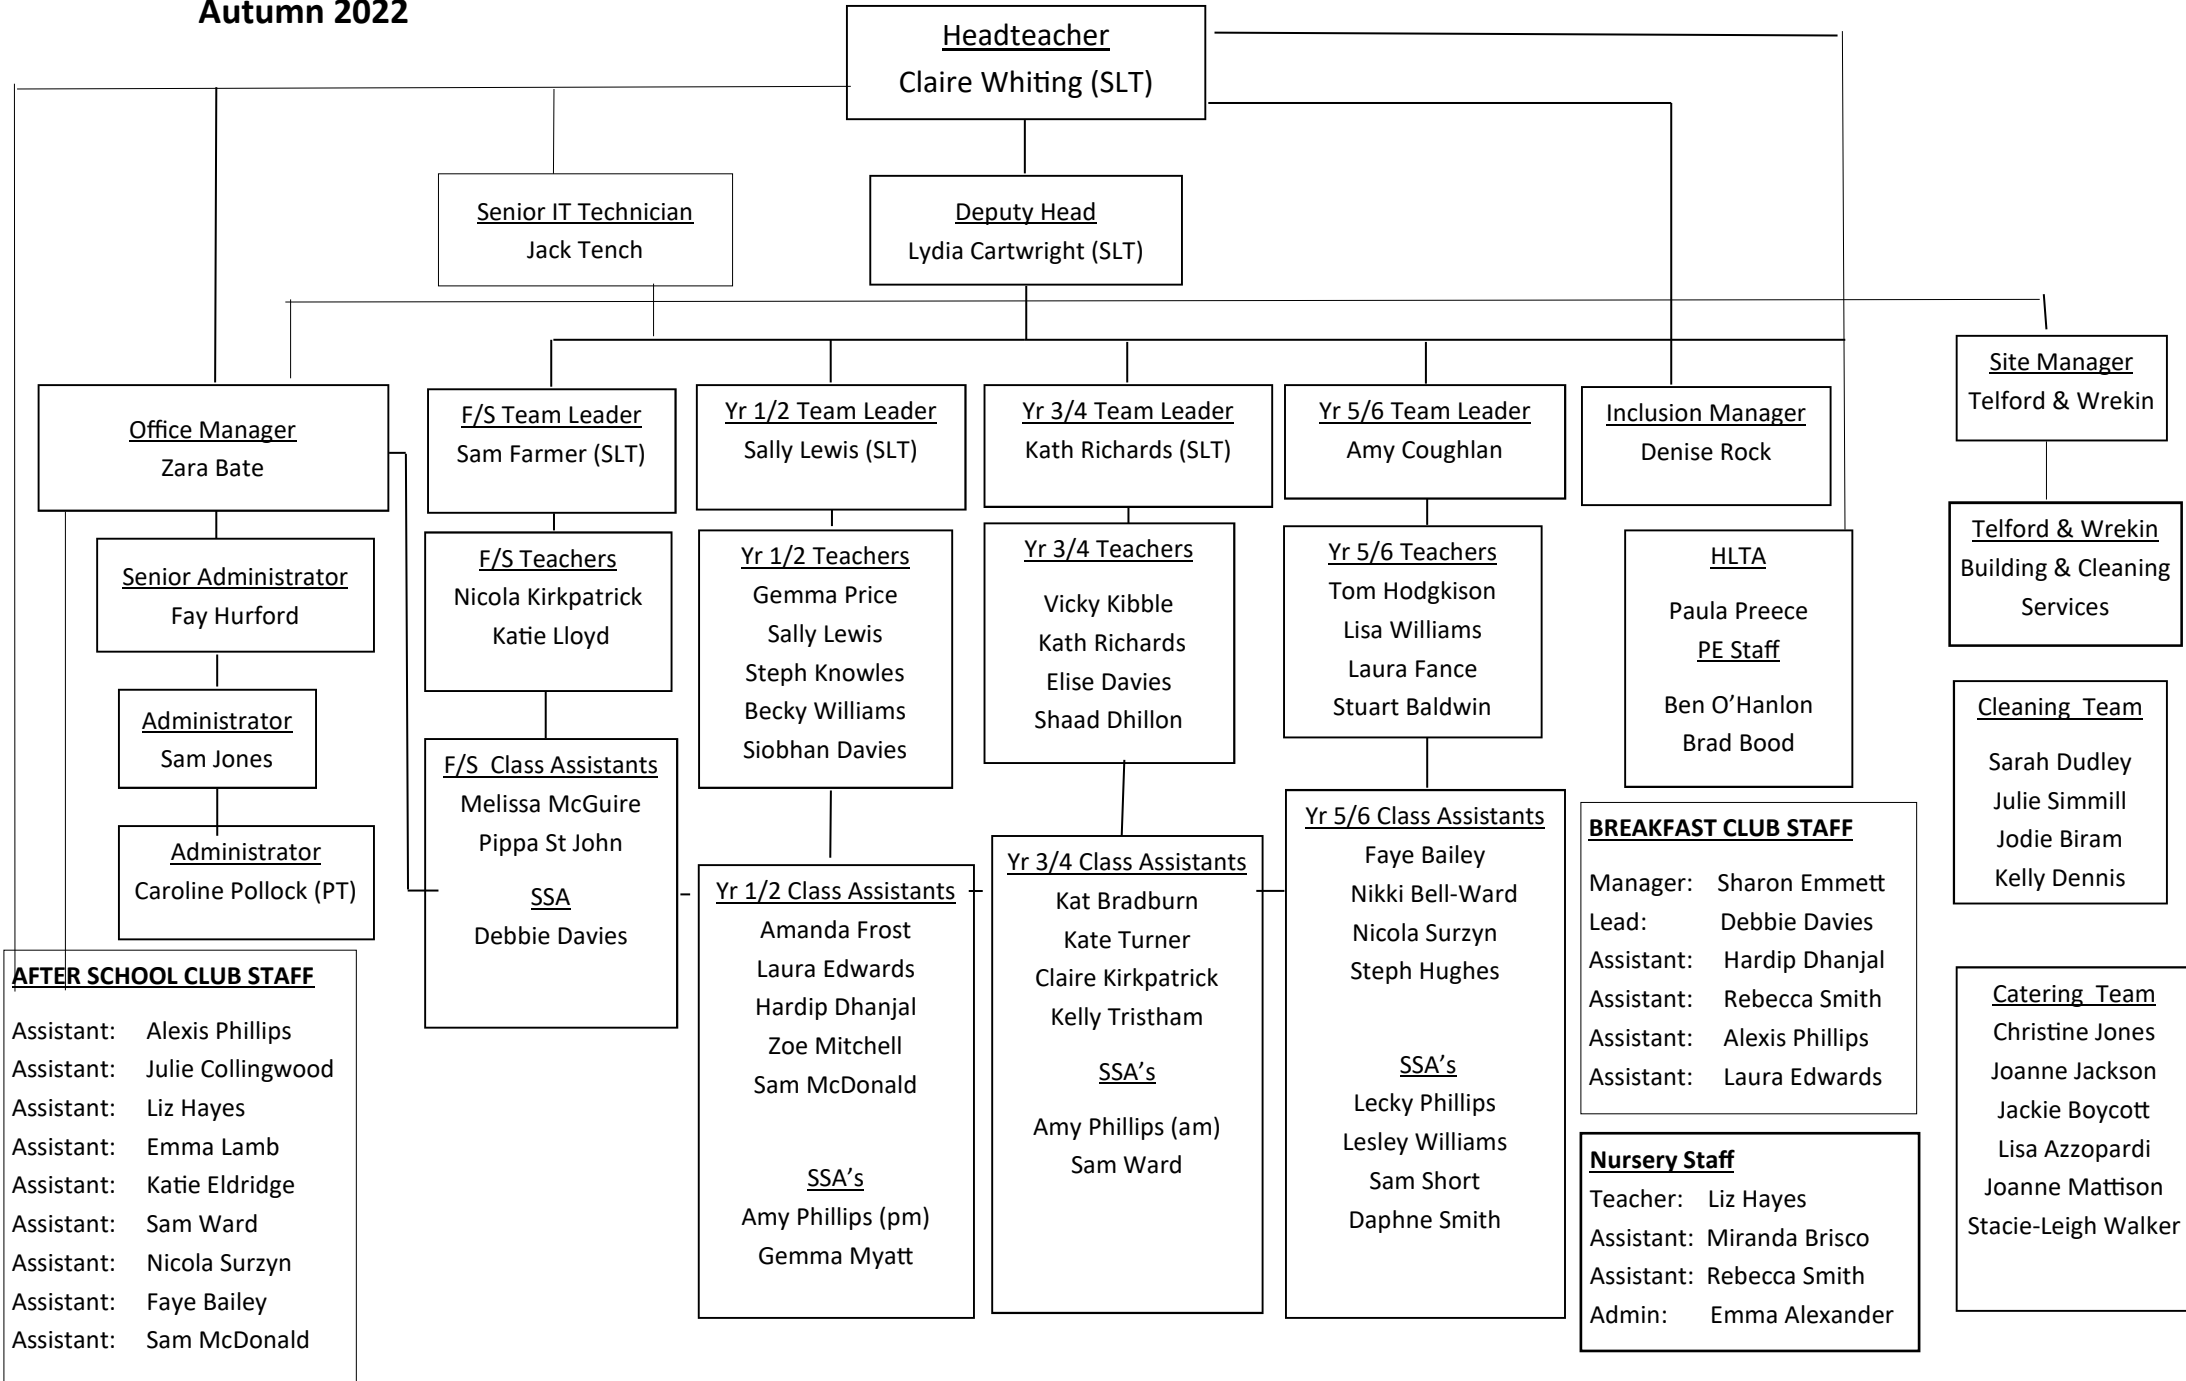 Autumn 2022
Headteacher
Claire Whiting (SLT)
Senior IT Technician
Jack Tench
Deputy Head
Lydia Cartwright (SLT)
Site Manager
Telford & Wrekin
Office Manager
Zara Bate
F/S Team Leader
Sam Farmer (SLT)
Yr 1/2 Team Leader
Sally Lewis (SLT)
Yr 3/4 Team Leader
Kath Richards (SLT)
Yr 5/6 Team Leader
Amy Coughlan
Inclusion Manager
Denise Rock
Telford & Wrekin
Building & Cleaning
Services
Senior Administrator
Fay Hurford
F/S Teachers
Nicola Kirkpatrick
Katie Lloyd
Yr 1/2 Teachers
Gemma Price
Sally Lewis
Steph Knowles
Becky Williams
Siobhan Davies
Yr 3/4 Teachers
Vicky Kibble
Kath Richards
Elise Davies
Shaad Dhillon
Yr 5/6 Teachers
Tom Hodgkison
Lisa Williams
Laura Fance
Stuart Baldwin
HLTA
Paula Preece
PE Staff
Ben O’Hanlon
Brad Bood
Administrator
Sam Jones
Cleaning Team
Sarah Dudley
Julie Simmill
Jodie Biram
Kelly Dennis
Administrator
Caroline Pollock (PT)
F/S Class Assistants
Melissa McGuire
Pippa St John
SSA
Debbie Davies
Yr 1/2 Class Assistants
Amanda Frost
Laura Edwards
Hardip Dhanjal
Zoe Mitchell
Sam McDonald
SSA’s
Amy Phillips (pm)
Gemma Myatt
Yr 3/4 Class Assistants
Kat Bradburn
Kate Turner
Claire Kirkpatrick
Kelly Tristham
SSA’s
Amy Phillips (am)
Sam Ward
Yr 5/6 Class Assistants
Faye Bailey
Nikki Bell-Ward
Nicola Surzyn
Steph Hughes
SSA’s
Lecky Phillips
Lesley Williams
Sam Short
Daphne Smith
BREAKFAST CLUB STAFF
Manager: Sharon Emmett
Lead: Debbie Davies
Assistant: Hardip Dhanjal
Assistant: Rebecca Smith
Assistant: Alexis Phillips
Assistant: Laura Edwards
AFTER SCHOOL CLUB STAFF
Assistant: Alexis Phillips
Assistant: Julie Collingwood
Assistant: Liz Hayes
Assistant: Emma Lamb
Assistant: Katie Eldridge
Assistant: Sam Ward
Assistant: Nicola Surzyn
Assistant: Faye Bailey
Assistant: Sam McDonald
Nursery Staff
Teacher: Liz Hayes
Assistant: Miranda Brisco
Assistant: Rebecca Smith
Admin: Emma Alexander
Catering Team
Christine Jones
Joanne Jackson
Jackie Boycott
Lisa Azzopardi
Joanne Mattison
Stacie-Leigh Walker